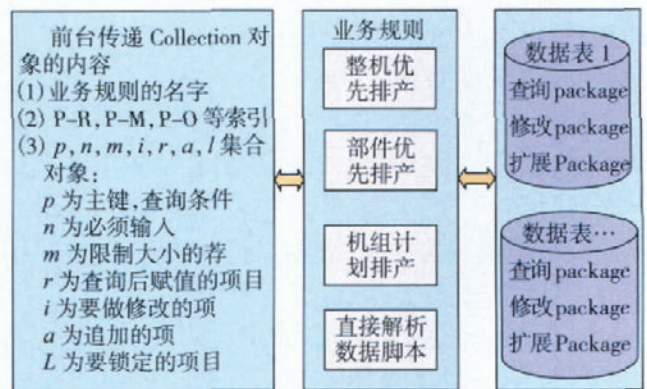 前台传递 Collection 对
象的内容
(1) 业务规则的名字
(2) P-R, P-M, P-O 等索引
(3) p, n, m, i, r, a, l 集合
对象：
p 为主键，查询条件
n 为必须输入
m 为限制大小的荐
r 为查询后赋值的项目
i 为要做修改的项
a 为追加的项
L 为要锁定的项目
业务规则
整机优
先排产
部件优
先排产
机组计
划排产
直接解析
数据脚本
数据表 1
查询 package
修改 package
扩展 Package
数据表…
查询 package
修改 package
扩展 Package